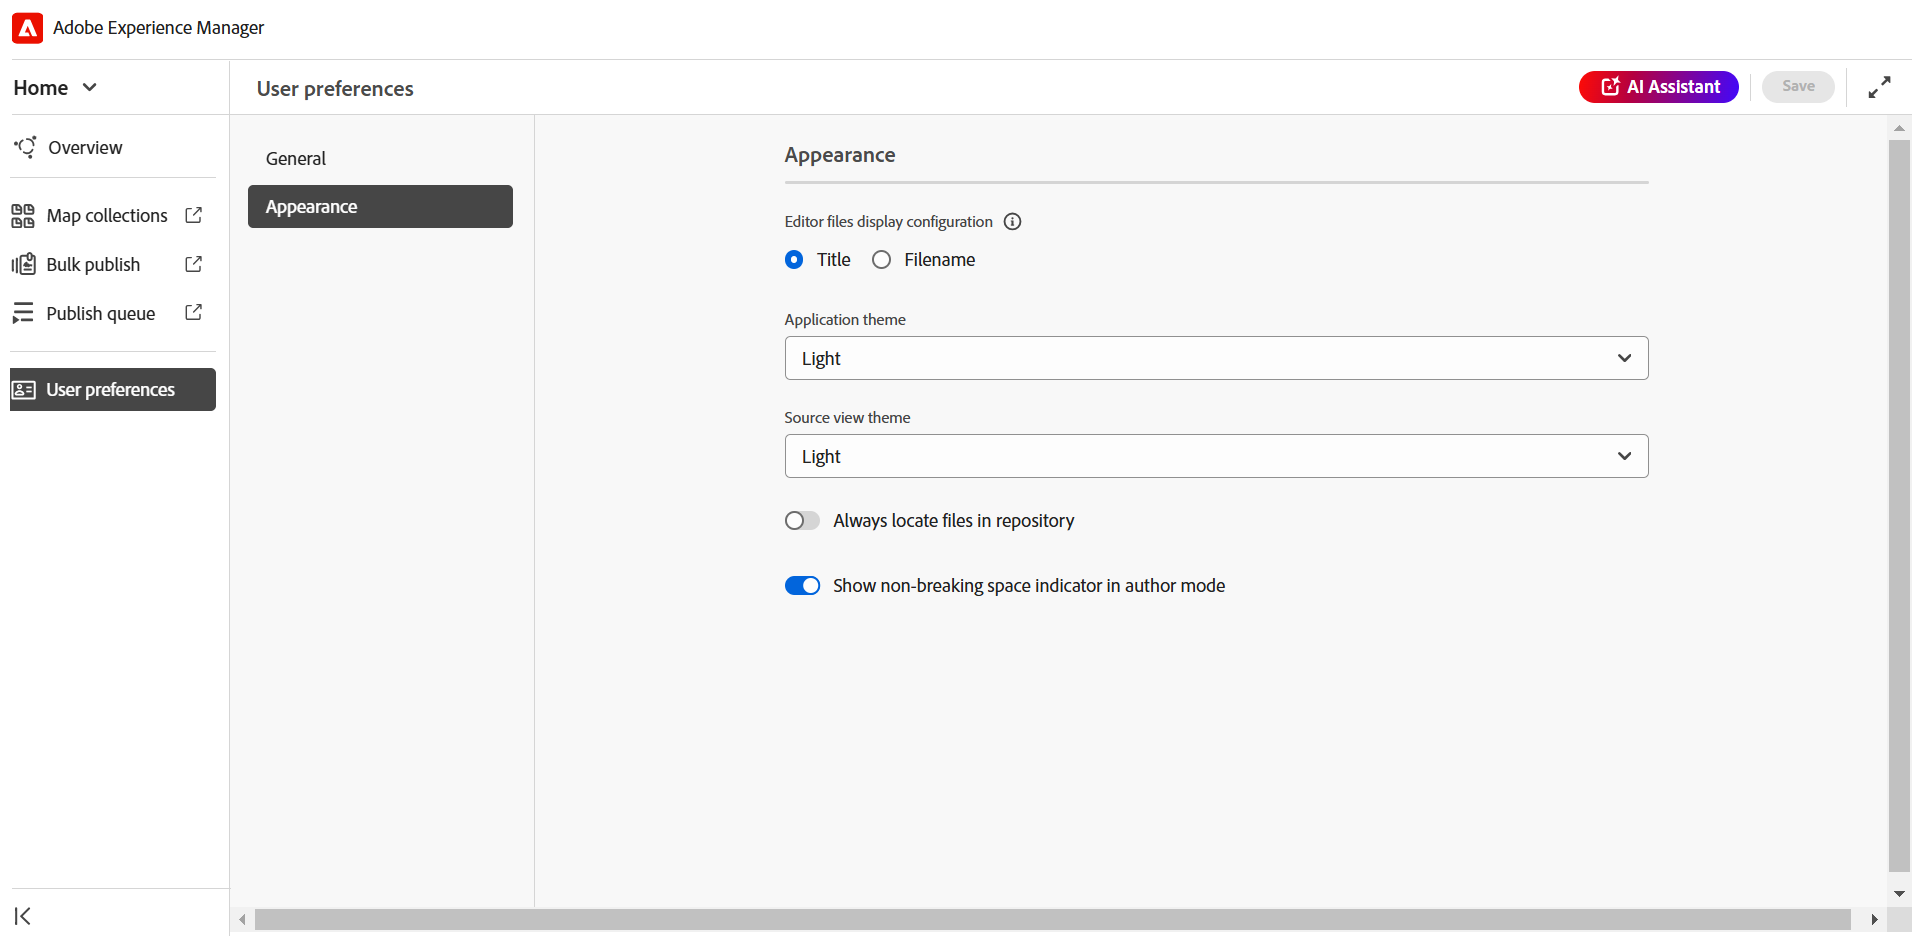 Adobe Experience Manager
Home
User preferences
AI Assistant
Save
Overview
Map collections
Bulk publish
Publish queue
User preferences
General
Appearance
Appearance
Editor files display configuration
Title
Filename
Application theme
Light
Source view theme
Light
Always locate files in repository
Show non-breaking space indicator in author mode